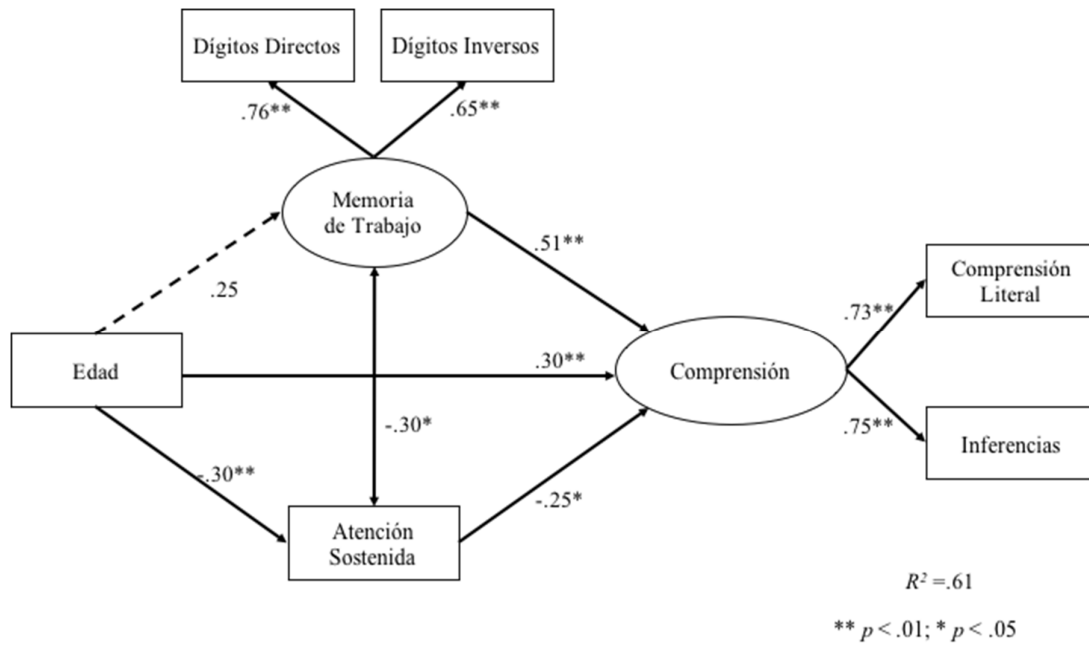 Dígitos Directos
Dígitos Inversos
.76**
.65**
Memoria
de Trabajo
.51**
.25
Comprensión
Literal
.73**
Edad
.30**
Comprensión
-.30*
.75**
Inferencias
-.30**
-.25*
Atención
Sostenida
R² =.61
** p < .01; * p < .05